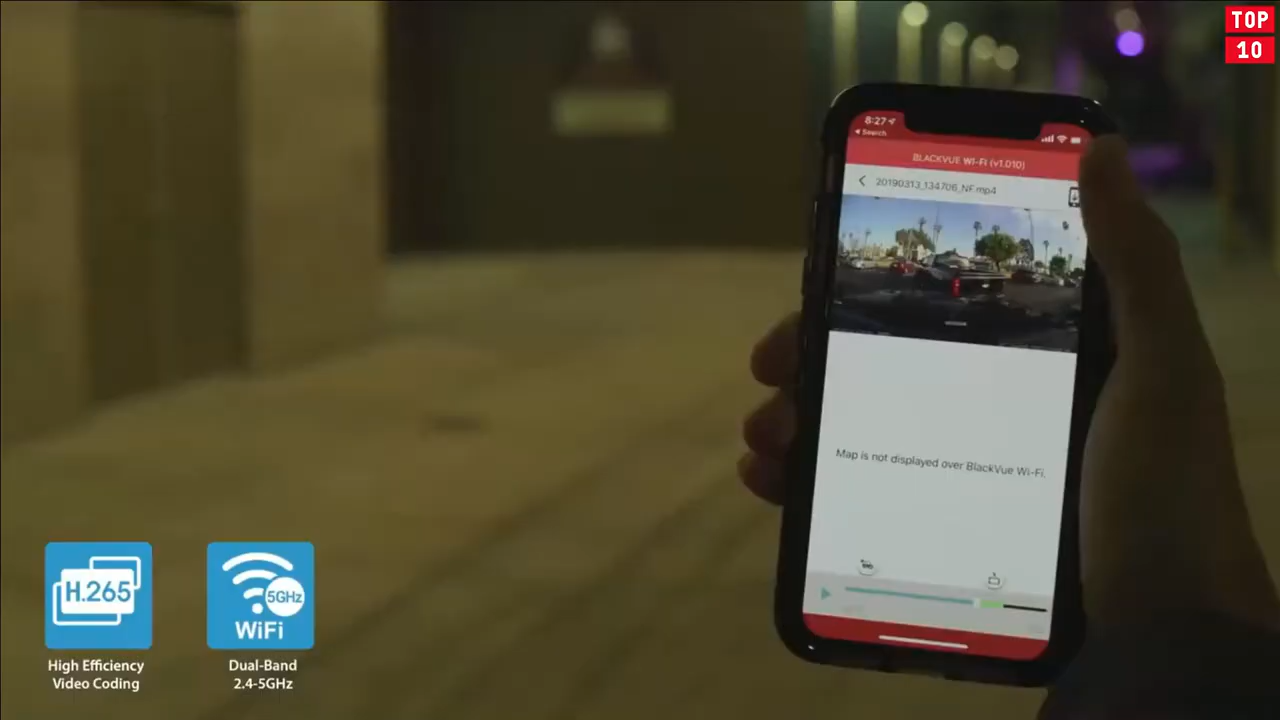 TOP
10
8:27
Search
BLACKVUE Wi-Fi (v1.010)
20190313_134706_NF.mp4
Map is not displayed over BlackVue Wi-Fi.
H.265
5GHz
WiFi
High Efficiency
Video Coding
Dual-Band
2.4-5GHz